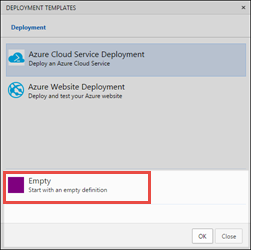 DEPLOYMENT TEMPLATES
Deployment
Azure Cloud Service Deployment
Deploy an Azure Cloud Service
Azure Website Deployment
Deploy and test your Azure website
Empty
Start with an empty definition
OK Close